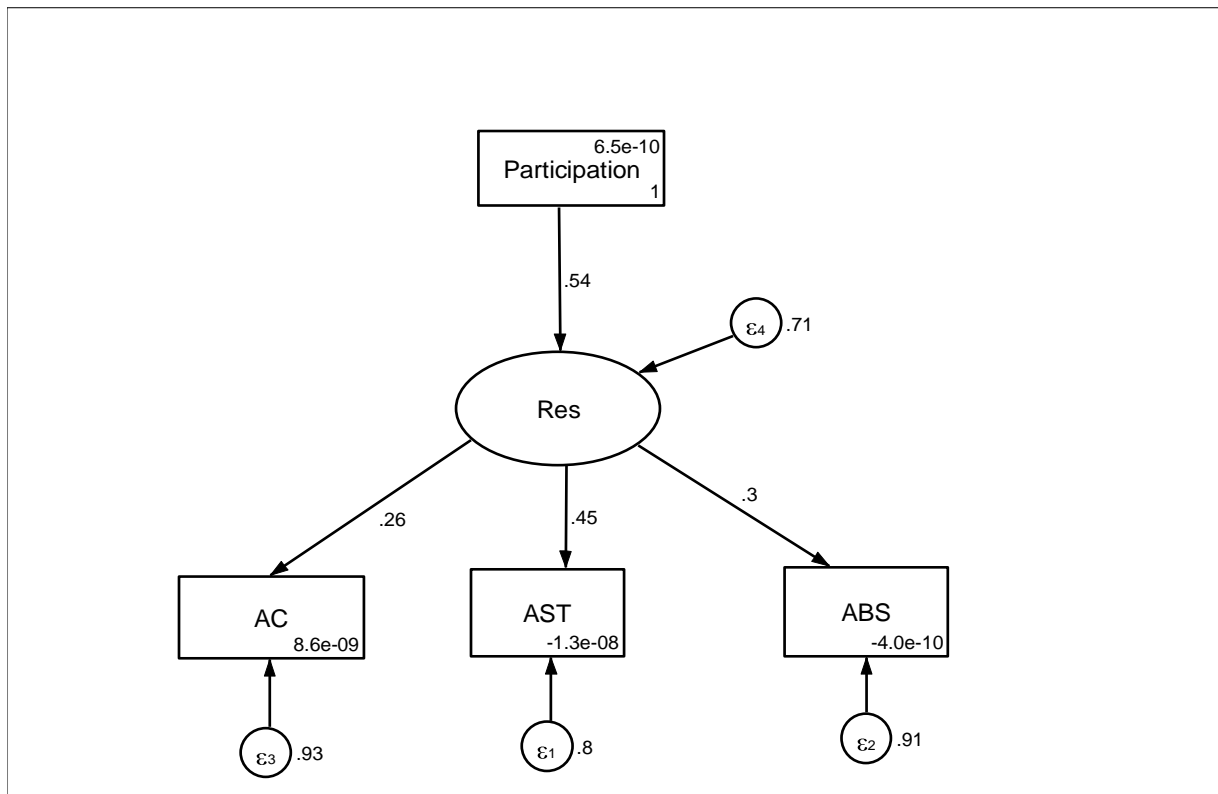 6.5e-10
Participation
1
.54
ε4 .71
Res
.26
.45
.3
AC
8.6e-09
AST
-1.3e-08
ABS
-4.0e-10
ε3 .93
ε1 .8
ε2 .91